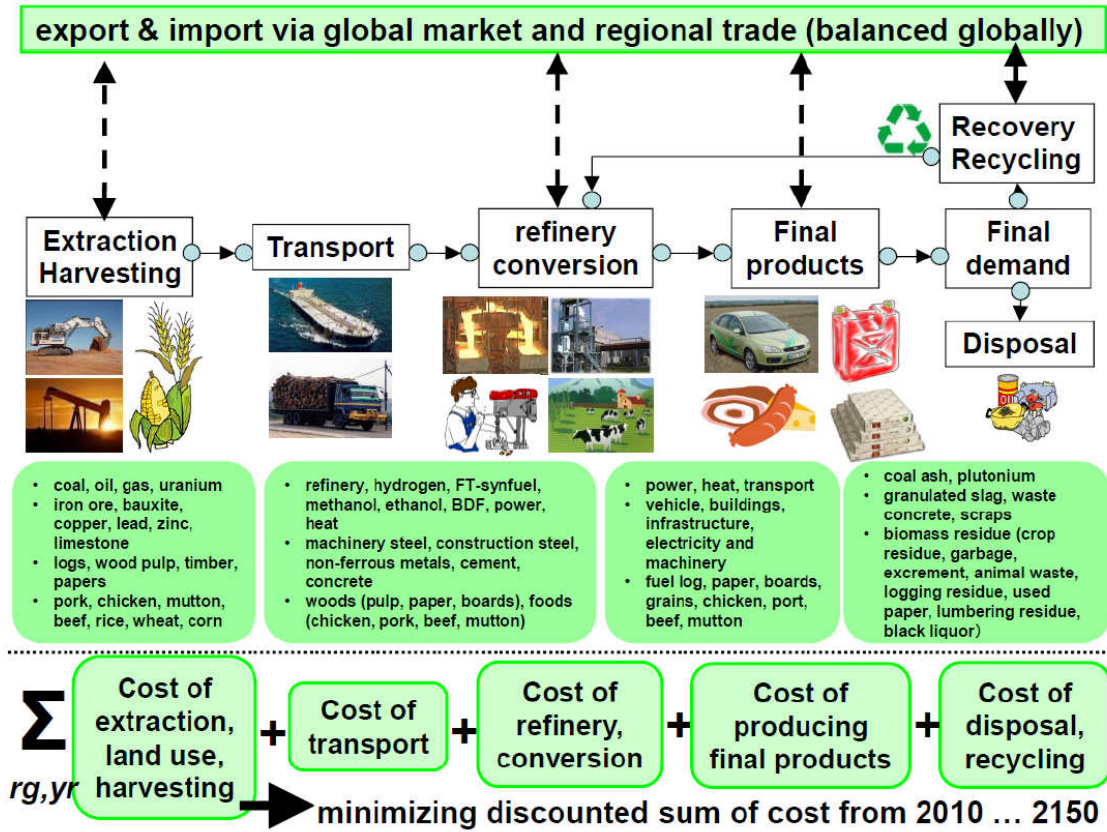 export & import via global market and regional trade (balanced globally)
Recovery
Recycling
Extraction
Harvesting
Transport
refinery
conversion
Final
products
Final
demand
Disposal
OIL
• coal, oil, gas, uranium
• iron ore, bauxite,
copper, lead, zinc,
limestone
• logs, wood pulp, timber,
papers
• pork, chicken, mutton,
beef, rice, wheat, corn
• refinery, hydrogen, FT-synfuel,
methanol, ethanol, BDF, power,
heat
• machinery steel, construction steel,
non-ferrous metals, cement,
concrete
• woods (pulp, paper, boards), foods
(chicken, pork, beef, mutton)
• power, heat, transport
• vehicle, buildings,
infrastructure,
electricity and
machinery
• fuel log, paper, boards,
grains, chicken, port,
beef, mutton
• coal ash, plutonium
• granulated slag, waste
concrete, scraps
• biomass residue (crop
residue, garbage,
excrement, animal waste,
logging residue, used
paper, lumbering residue,
black liquor)
Σ
rg,yr
Cost of
extraction,
land use,
harvesting
+
Cost of
transport
+
Cost of
refinery,
conversion
+
Cost of
producing
final products
+
Cost of
disposal,
recycling
minimizing discounted sum of cost from 2010 ... 2150